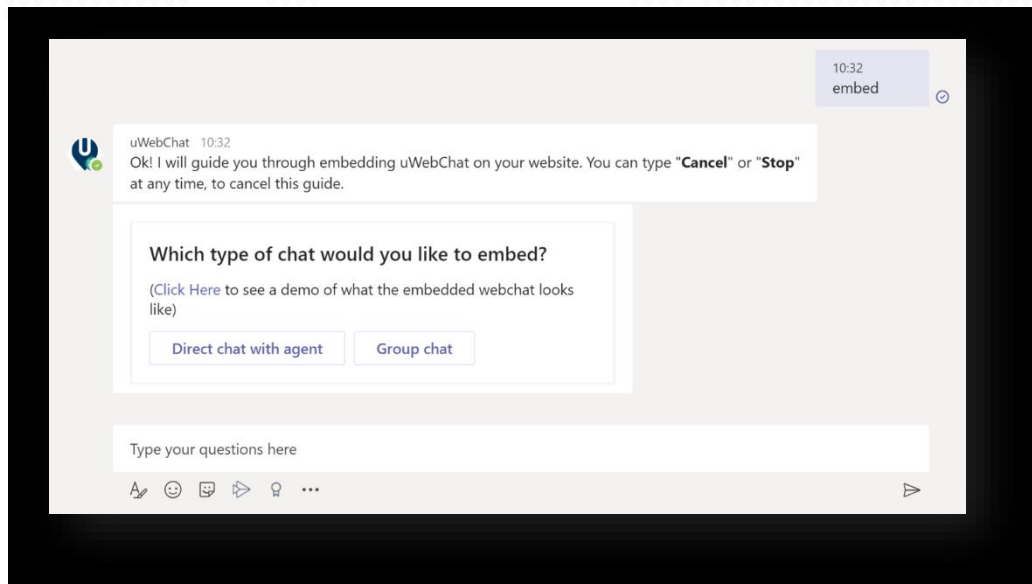 10:32
embed
uWebChat 10:32
Ok! I will guide you through embedding uWebChat on your website. You can type "Cancel" or "Stop"
at any time, to cancel this guide.
Which type of chat would you like to embed?
(Click Here to see a demo of what the embedded webchat looks
like)
Direct chat with agent
Group chat
Type your questions here